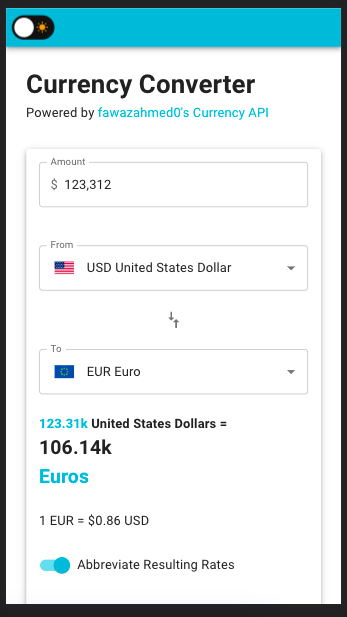 Currency Converter
Powered by fawazahmed0's Currency API
Amount
$ 123,312
From
USD United States Dollar
To
EUR Euro
123.31k United States Dollars =
106.14k
Euros
1 EUR = $0.86 USD
Abbreviate Resulting Rates